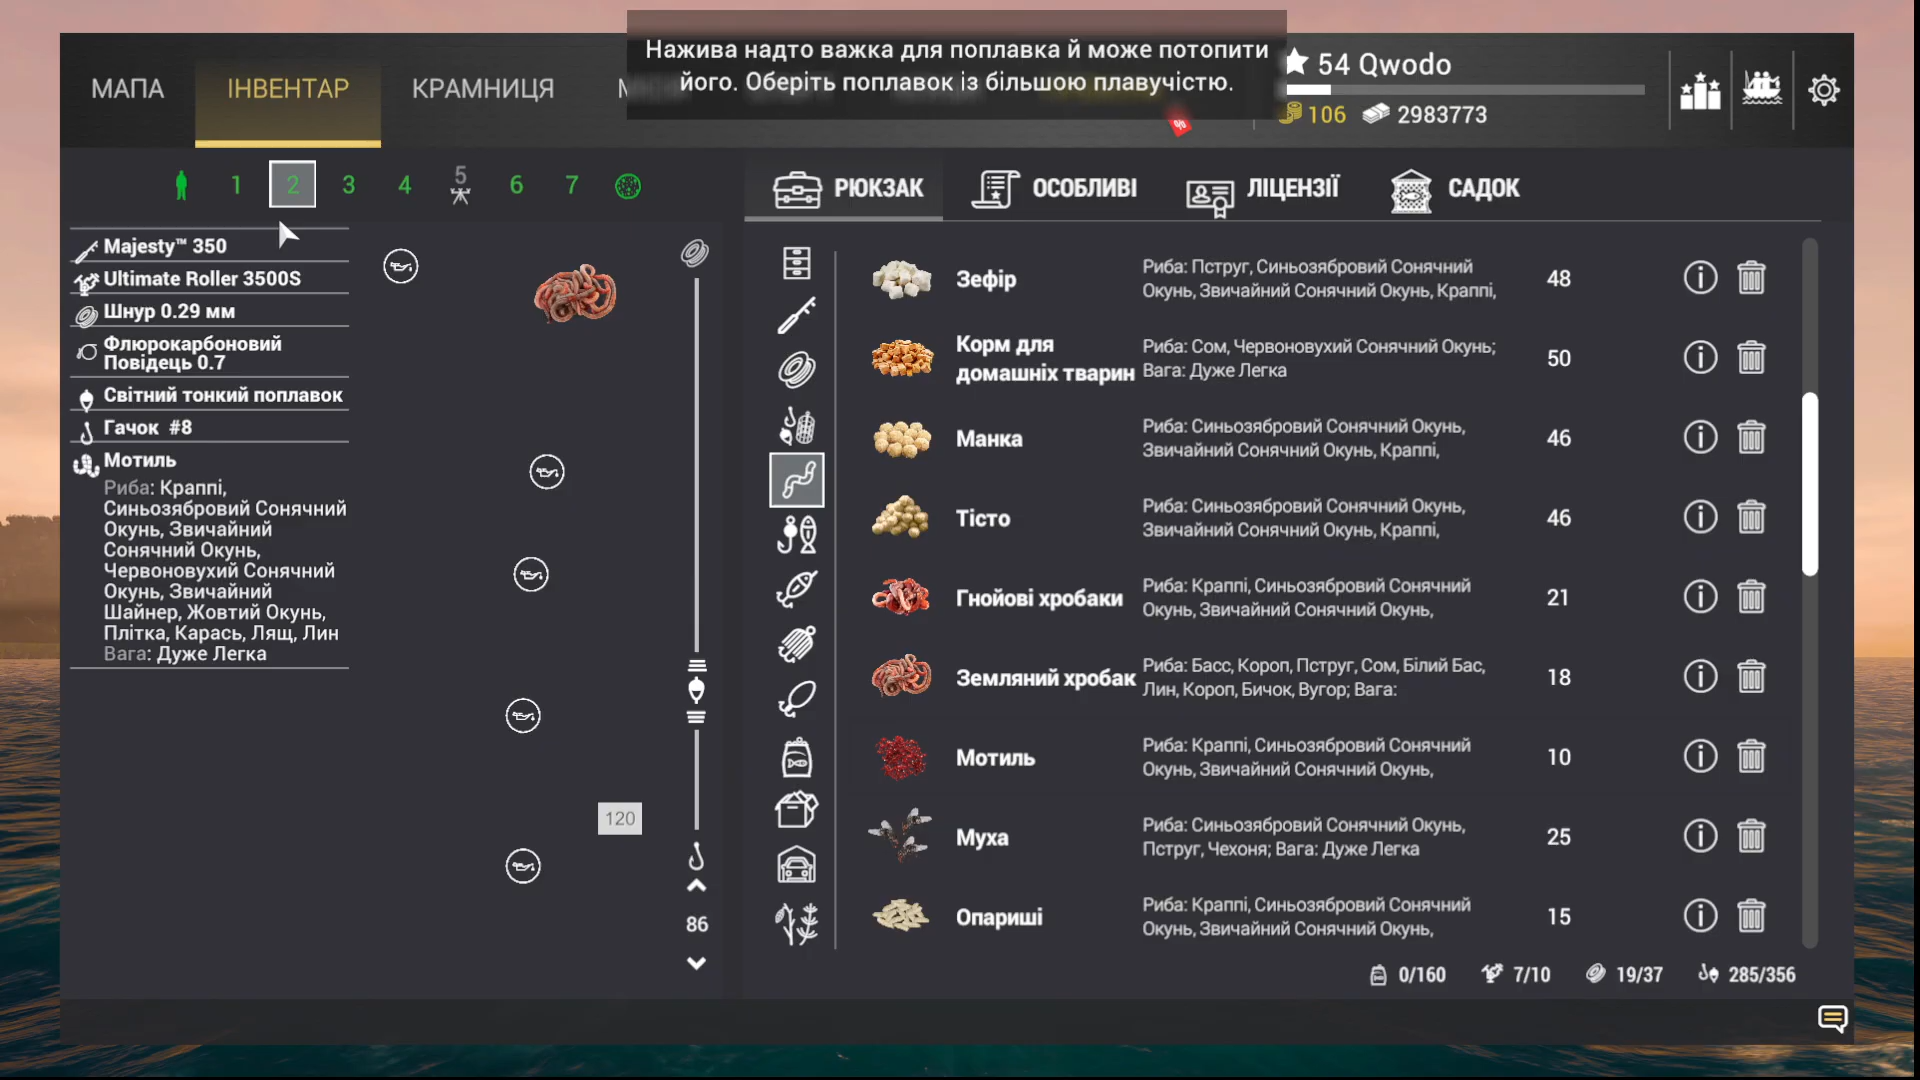 Нажива надто важка для поплавка й може потопити
його. Оберіть поплавок із більшою плавучістю.
МАПА
ІНВЕНТАР
КРАМНИЦЯ
54 Qwodo
106
2983773
%
1
2
3
4
5
6
7
РЮКЗАК
ОСОБЛИВІ
ЛІЦЕНЗІЇ
САДОК
Majesty™ 350
Ultimate Roller 3500S
Шнур 0.29 мм
Флюрокарбоновий
Повідець 0.7
Світний тонкий поплавок
Гачок #8
Мотиль
Риба: Краппі,
Синьозябровий Сонячний
Окунь, Звичайний
Сонячний Окунь,
Червоновухий Сонячний
Окунь, Звичайний
Шайнер, Жовтий Окунь,
Плітка, Карась, Лящ, Лин
Вага: Дуже Легка
120
86
Зефір
Риба: Пструг, Синьозябровий Сонячний
Окунь, Звичайний Сонячний Окунь, Краппі,
48
Корм для
домашніх тварин
Риба: Сом, Червоновухий Сонячний Окунь;
Вага: Дуже Легка
50
Манка
Риба: Синьозябровий Сонячний Окунь,
Звичайний Сонячний Окунь, Краппі,
46
Тісто
Риба: Синьозябровий Сонячний Окунь,
Звичайний Сонячний Окунь, Краппі,
46
Гнойові хробаки
Риба: Краппі, Синьозябровий Сонячний
Окунь, Звичайний Сонячний Окунь,
21
Земляний хробак
Риба: Басс, Короп, Пструг, Сом, Білий Бас,
Лин, Короп, Бичок, Вугор; Вага:
18
Мотиль
Риба: Краппі, Синьозябровий Сонячний
Окунь, Звичайний Сонячний Окунь,
10
Муха
Риба: Синьозябровий Сонячний Окунь,
Пструг, Чехоня; Вага: Дуже Легка
25
Опариші
Риба: Краппі, Синьозябровий Сонячний
Окунь, Звичайний Сонячний Окунь,
15
0/160
7/10
19/37
285/356